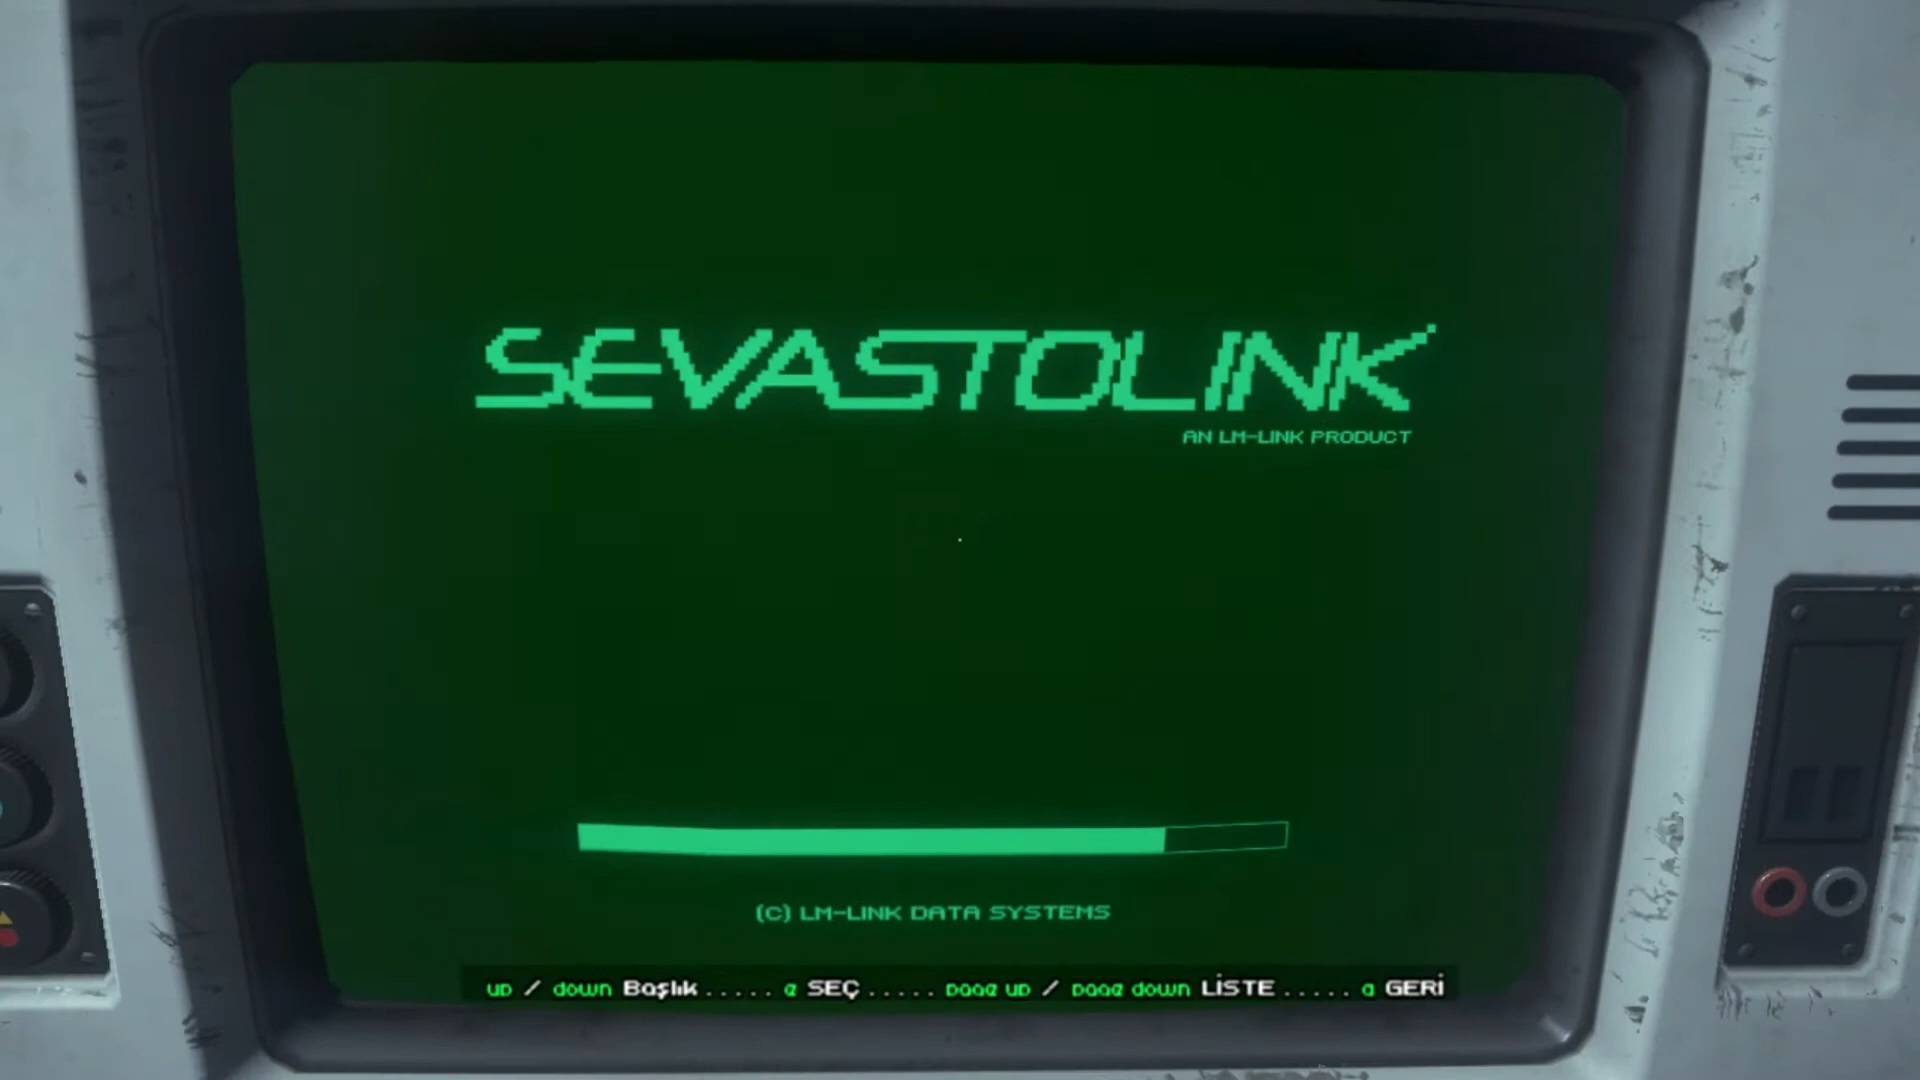 SEVASTOLINK
AN LM-LINK PRODUCT
(C) LM-LINK DATA SYSTEMS
up / down Başlık..... e SEÇ..... page up / page down LİSTE..... q GERİ